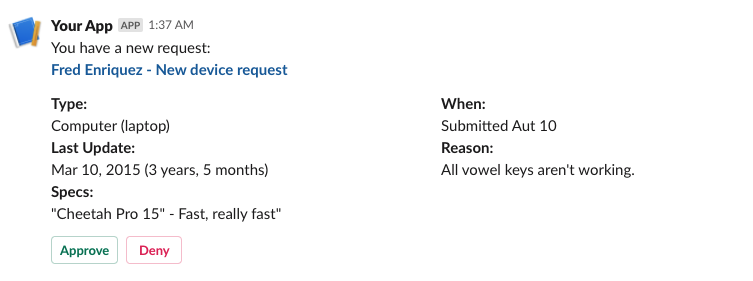 Your App APP 1:37 AM
You have a new request:
Fred Enriquez - New device request
Type:
Computer (laptop)
Last Update:
Mar 10, 2015 (3 years, 5 months)
Specs:
"Cheetah Pro 15" - Fast, really fast"
When:
Submitted Aut 10
Reason:
All vowel keys aren't working.
Approve
Deny